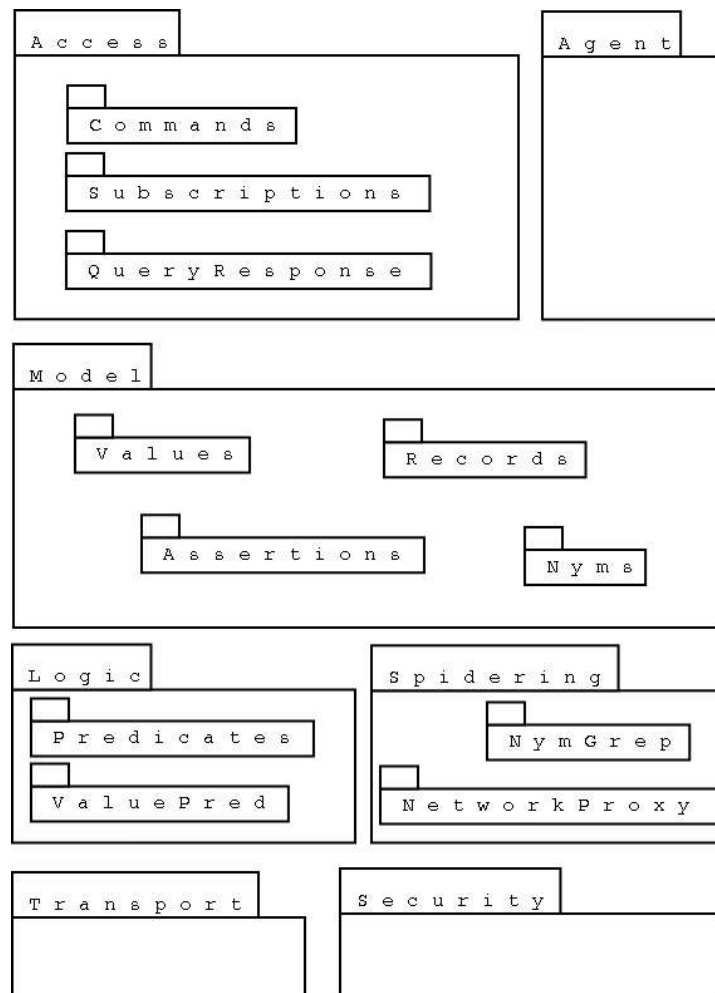 Access
Agent
Commands
Subscriptions
QueryResponse
Model
Values
Records
Assertions
Nyms
Logic
Spidering
Predicates
NymGrep
ValuePred
NetworkProxy
Transport
Security